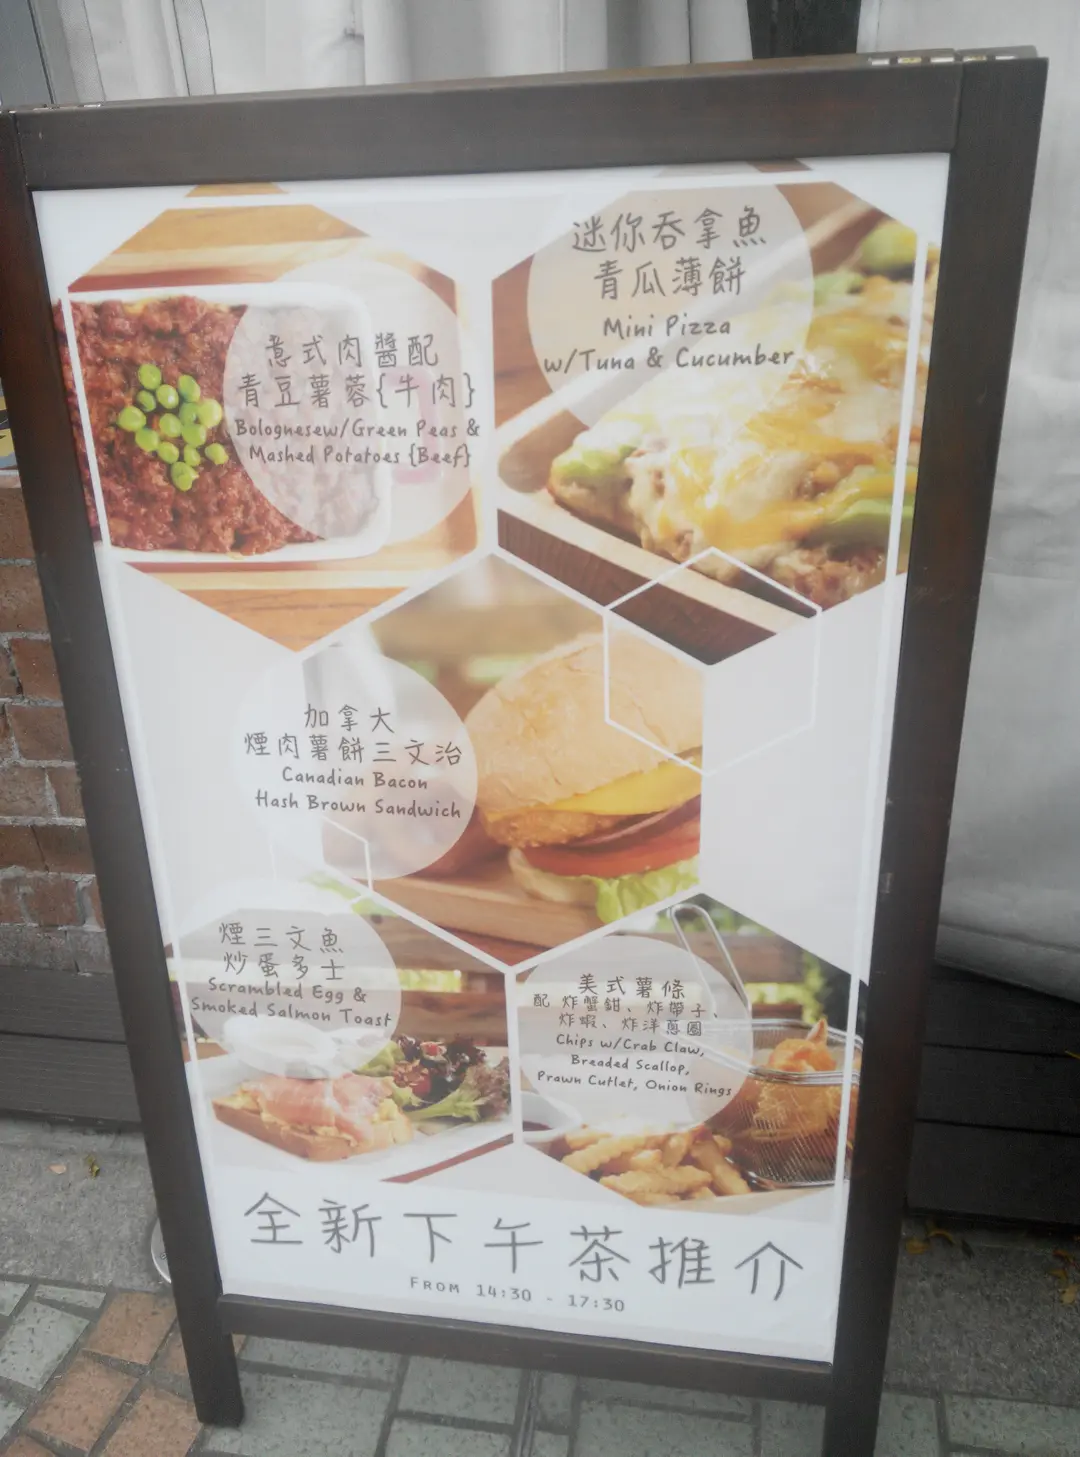 意式肉醬配
青豆薯蓉{牛肉}
Bolognesew/Green Peas &
Mashed Potatoes {Beef}
迷你吞拿魚
青瓜薄餅
Mini Pizza
w/Tuna & Cucumber
加拿大
煙肉薯餅三文治
Canadian Bacon
Hash Brown Sandwich
煙三文魚
炒蛋多士
Scrambled Egg &
Smoked Salmon Toast
美式薯條
配 炸蟹鉗、炸帶子、
炸蝦、炸洋蔥圈
Chips w/Crab Claw,
Breaded Scallop,
Prawn Cutlet, Onion Rings
全新下午茶推介
FROM 14:30 - 17:30